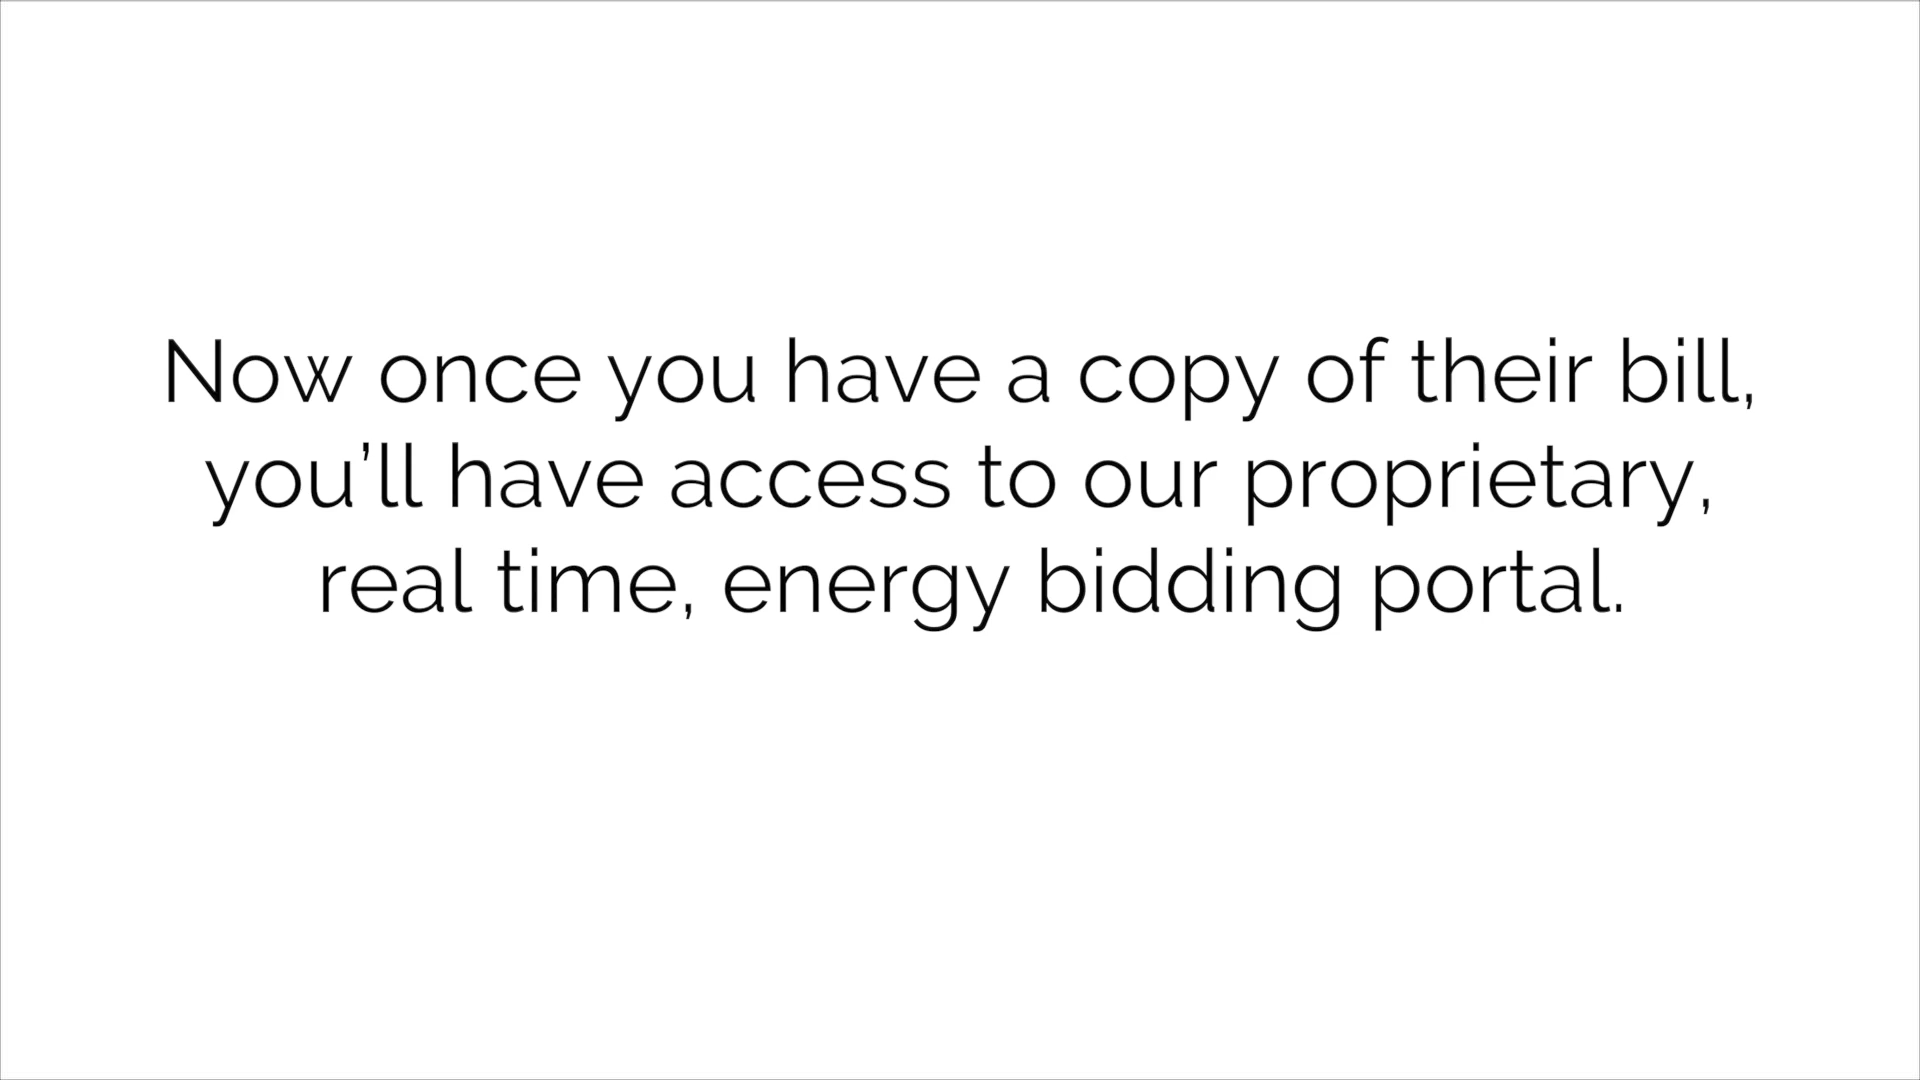 Now once you have a copy of their bill,
you’ll have access to our proprietary,
real time, energy bidding portal.